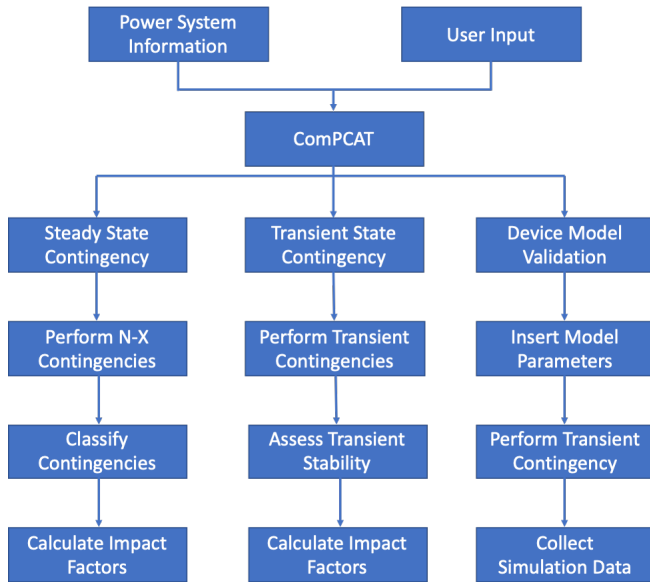 Power System
Information
User Input
ComPCAT
Steady State
Contingency
Transient State
Contingency
Device Model
Validation
Perform N-X
Contingencies
Perform Transient
Contingencies
Insert Model
Parameters
Classify
Contingencies
Assess Transient
Stability
Perform Transient
Contingency
Calculate Impact
Factors
Calculate Impact
Factors
Collect
Simulation Data